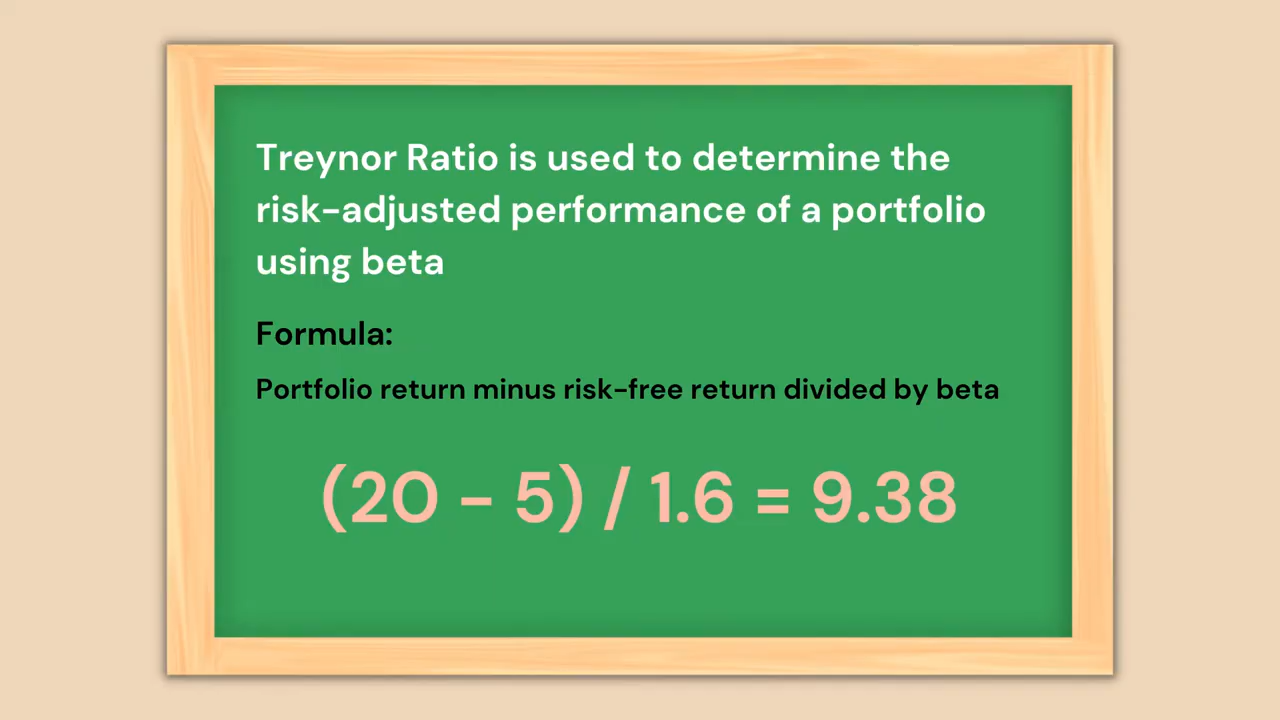 Treynor Ratio is used to determine the
risk-adjusted performance of a portfolio
using beta
Formula:
Portfolio return minus risk-free return divided by beta
(20 - 5) / 1.6 = 9.38